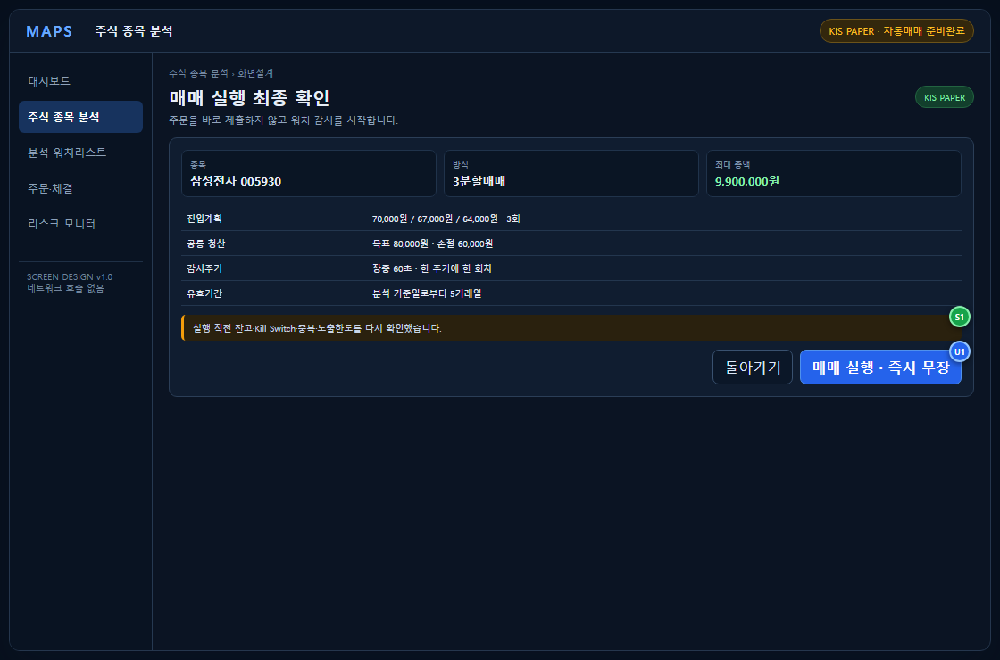 MAPS 주식 종목 분석 KIS PAPER · 자동매매 준비완료
대시보드
주식 종목 분석
분석 워치리스트
주문·체결
리스크 모니터
SCREEN DESIGN v1.0
네트워크 호출 없음
주식 종목 분석 › 화면설계
매매 실행 최종 확인
KIS PAPER
주문을 바로 제출하지 않고 워치 감시를 시작합니다.
종목
삼성전자 005930
방식
3분할매매
최대 총액
9,900,000원
진입계획 70,000원 / 67,000원 / 64,000원 · 3회
공통 청산 목표 80,000원 · 손절 60,000원
감시주기 장중 60초 · 한 주기에 한 회차
유효기간 분석 기준일로부터 5거래일
S1
실행 직전 잔고·Kill Switch·중복·노출한도를 다시 확인했습니다.
U1
돌아가기 매매 실행 · 즉시 무장